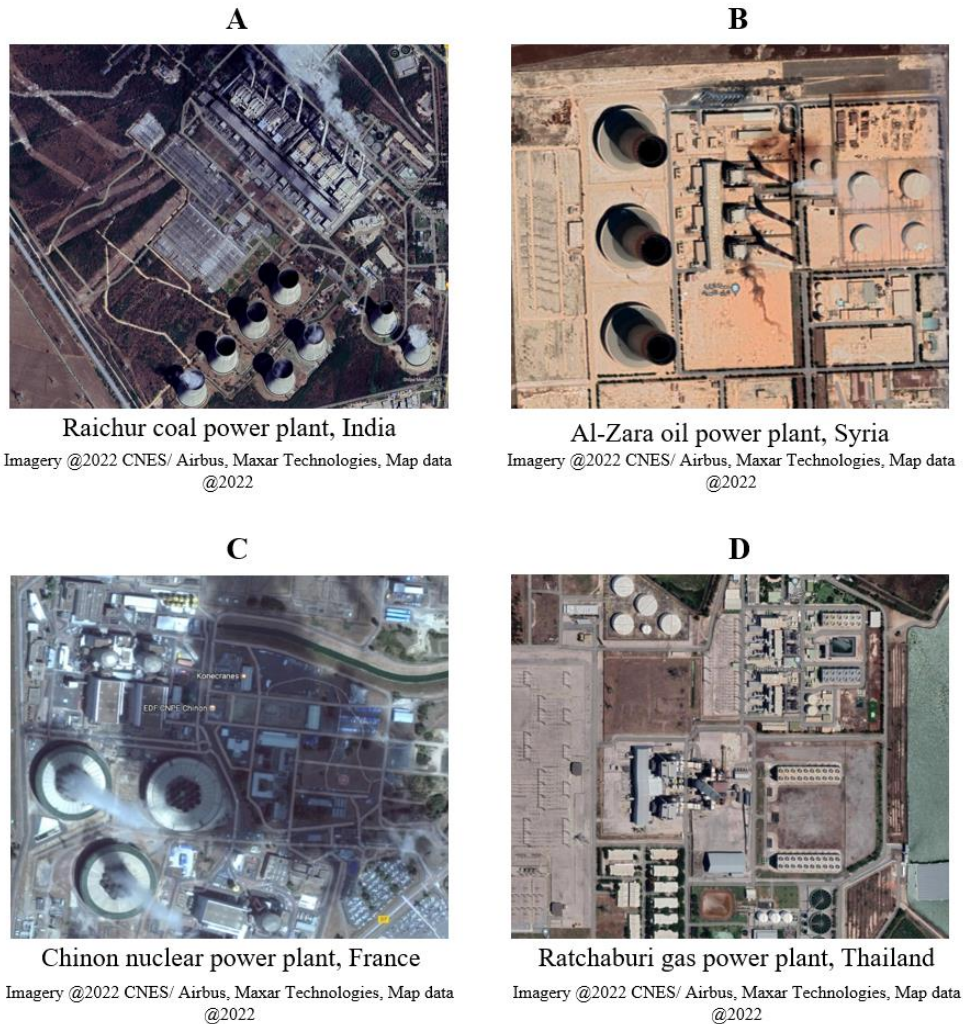 A
B
Raichur coal power plant, India
Imagery @2022 CNES/ Airbus, Maxar Technologies, Map data
@2022
Al-Zara oil power plant, Syria
Imagery @2022 CNES/ Airbus, Maxar Technologies, Map data
@2022
C
D
Konecranes
EDF CNPE Chinon
Chinon nuclear power plant, France
Imagery @2022 CNES/ Airbus, Maxar Technologies, Map data
@2022
Ratchaburi gas power plant, Thailand
Imagery @2022 CNES/ Airbus, Maxar Technologies, Map data
@2022